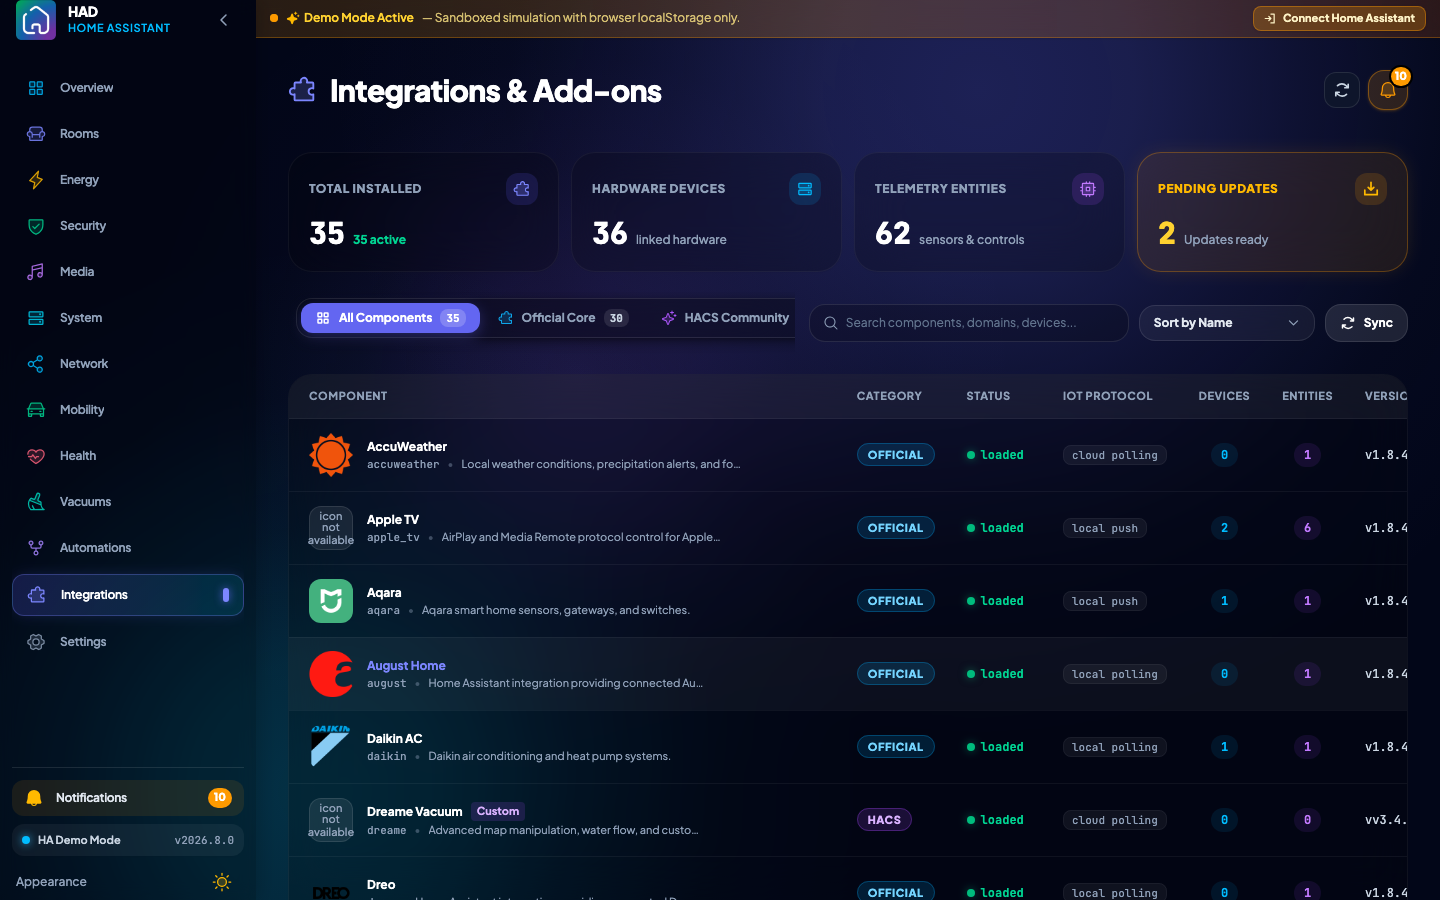 HAD
HOME ASSISTANT
Demo Mode Active — Sandboxed simulation with browser localStorage only.
Connect Home Assistant
Overview
Rooms
Energy
Security
Media
System
Network
Mobility
Health
Vacuums
Automations
Integrations
Settings
Notifications 10
HA Demo Mode v2026.8.0
Appearance
Integrations & Add-ons
10
TOTAL INSTALLED
35 35 active
HARDWARE DEVICES
36 linked hardware
TELEMETRY ENTITIES
62 sensors & controls
PENDING UPDATES
2 Updates ready
All Components 35
Official Core 30
HACS Community
Search components, domains, devices...
Sort by Name
Sync
COMPONENT CATEGORY STATUS IOT PROTOCOL DEVICES ENTITIES
AccuWeather
accuweather • Local weather conditions, precipitation alerts, and fo...
OFFICIAL loaded cloud polling 0 1 v1.8.4
icon not available
Apple TV
apple_tv • AirPlay and Media Remote protocol control for Apple...
OFFICIAL loaded local push 2 6 v1.8.4
Aqara
aqara • Aqara smart home sensors, gateways, and switches.
OFFICIAL loaded local push 1 1 v1.8.4
August Home
august • Home Assistant integration providing connected Au...
OFFICIAL loaded local polling 0 1 v1.8.4
DAIKIN
Daikin AC
daikin • Daikin air conditioning and heat pump systems.
OFFICIAL loaded local polling 1 1 v1.8.4
icon not available
Dreame Vacuum Custom
dreame • Advanced map manipulation, water flow, and custo...
HACS loaded cloud polling 0 0 vv3.4.
DREO
Dreo
OFFICIAL loaded local polling 0 1 v1.8.4